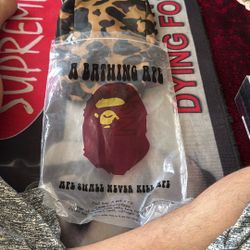 SUPREME
DYING FO
A BATHING APE
APE SHALL NEVER KILL APE